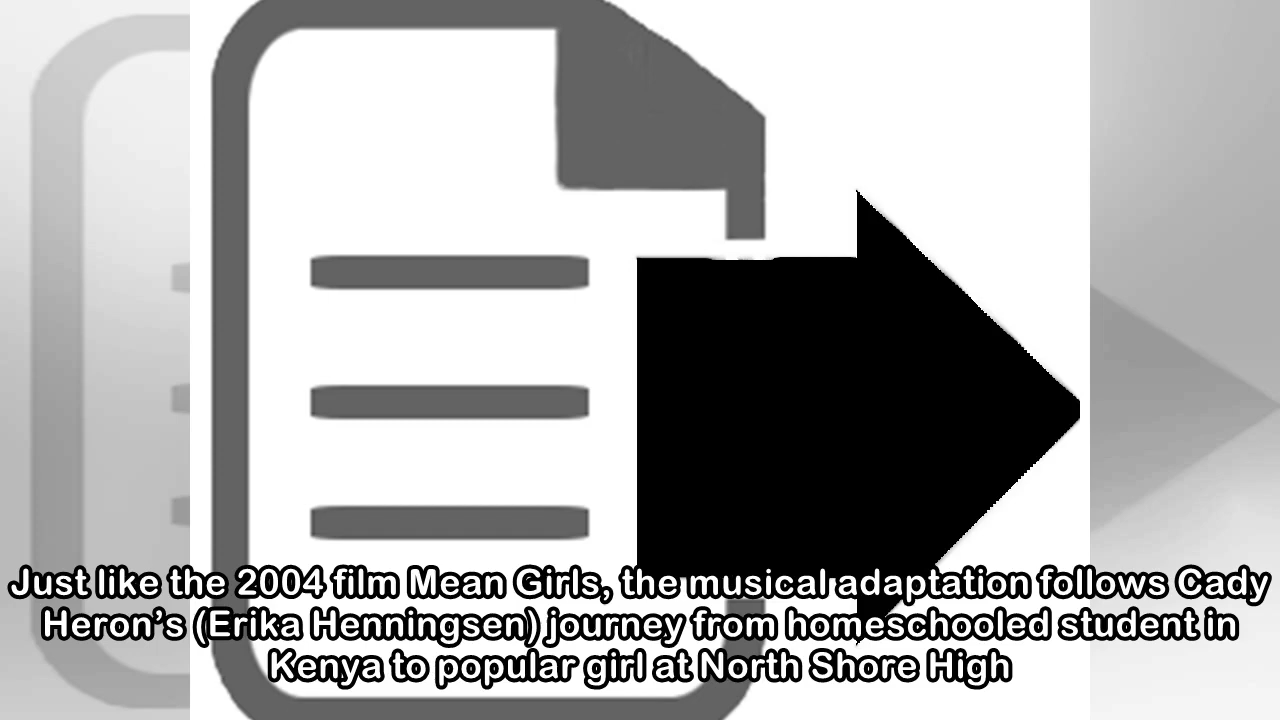 Just like the 2004 film Mean Girls, the musical adaptation follows Cady
Heron’s (Erika Henningsen) journey from homeschooled student in
Kenya to popular girl at North Shore High